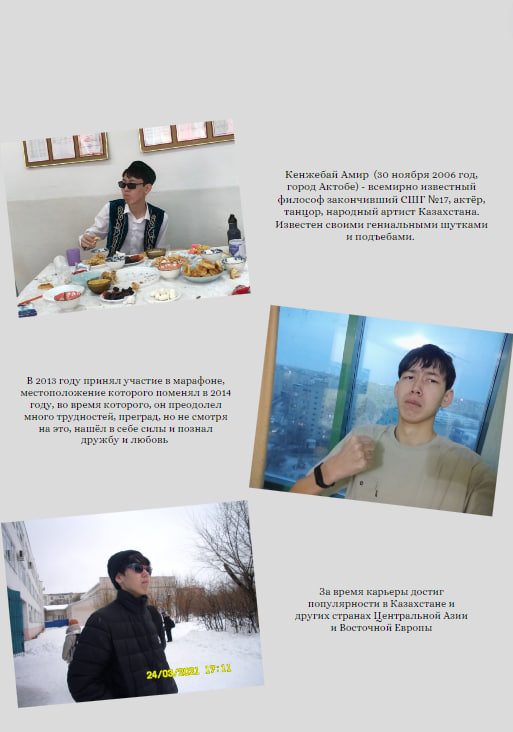 Кенжебай Амир (30 ноября 2006 год,
город Актобе) - всемирно известный
философ закончивший СШГ №17, актёр,
танцор, народный артист Казахстана.
Известен своими гениальными шутками
и подъебами.
В 2013 году принял участие в марафоне,
местоположение которого поменял в 2014
году, во время которого, он преодолел
много трудностей, преград, но не смотря
на это, нашёл в себе силы и познал
дружбу и любовь
24/03/2021 19:11
За время карьеры достиг
популярности в Казахстане и
других странах Центральной Азии
и Восточной Европы